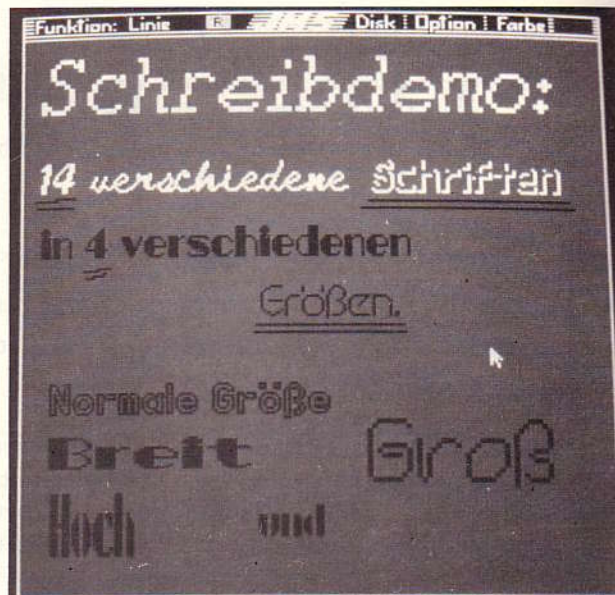 Funktion: Linie R JMS Disk Option Farbe
Schreibdemo:
14 verschiedene Schriften
in 4 verschiedenen
Größen.
Normale Größe
Breit Groß
Hoch und